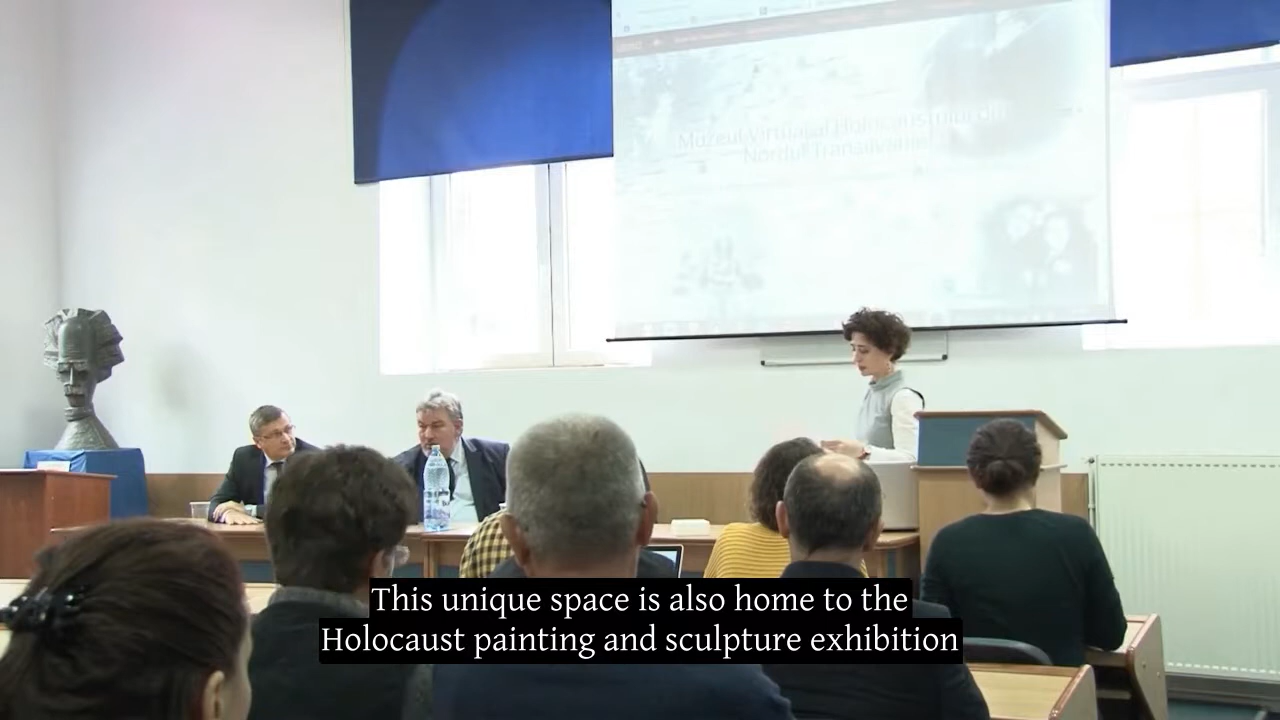 Muzeul Virtual al Holocaustului din
Nordul Transilvaniei
This unique space is also home to the
Holocaust painting and sculpture exhibition